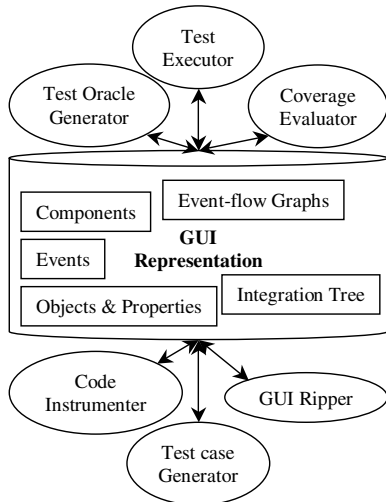 Test
Executor
Test Oracle
Generator
Coverage
Evaluator
Event-flow Graphs
Components
GUI
Representation
Events
Integration Tree
Objects & Properties
Code
Instrumenter
GUI Ripper
Test case
Generator